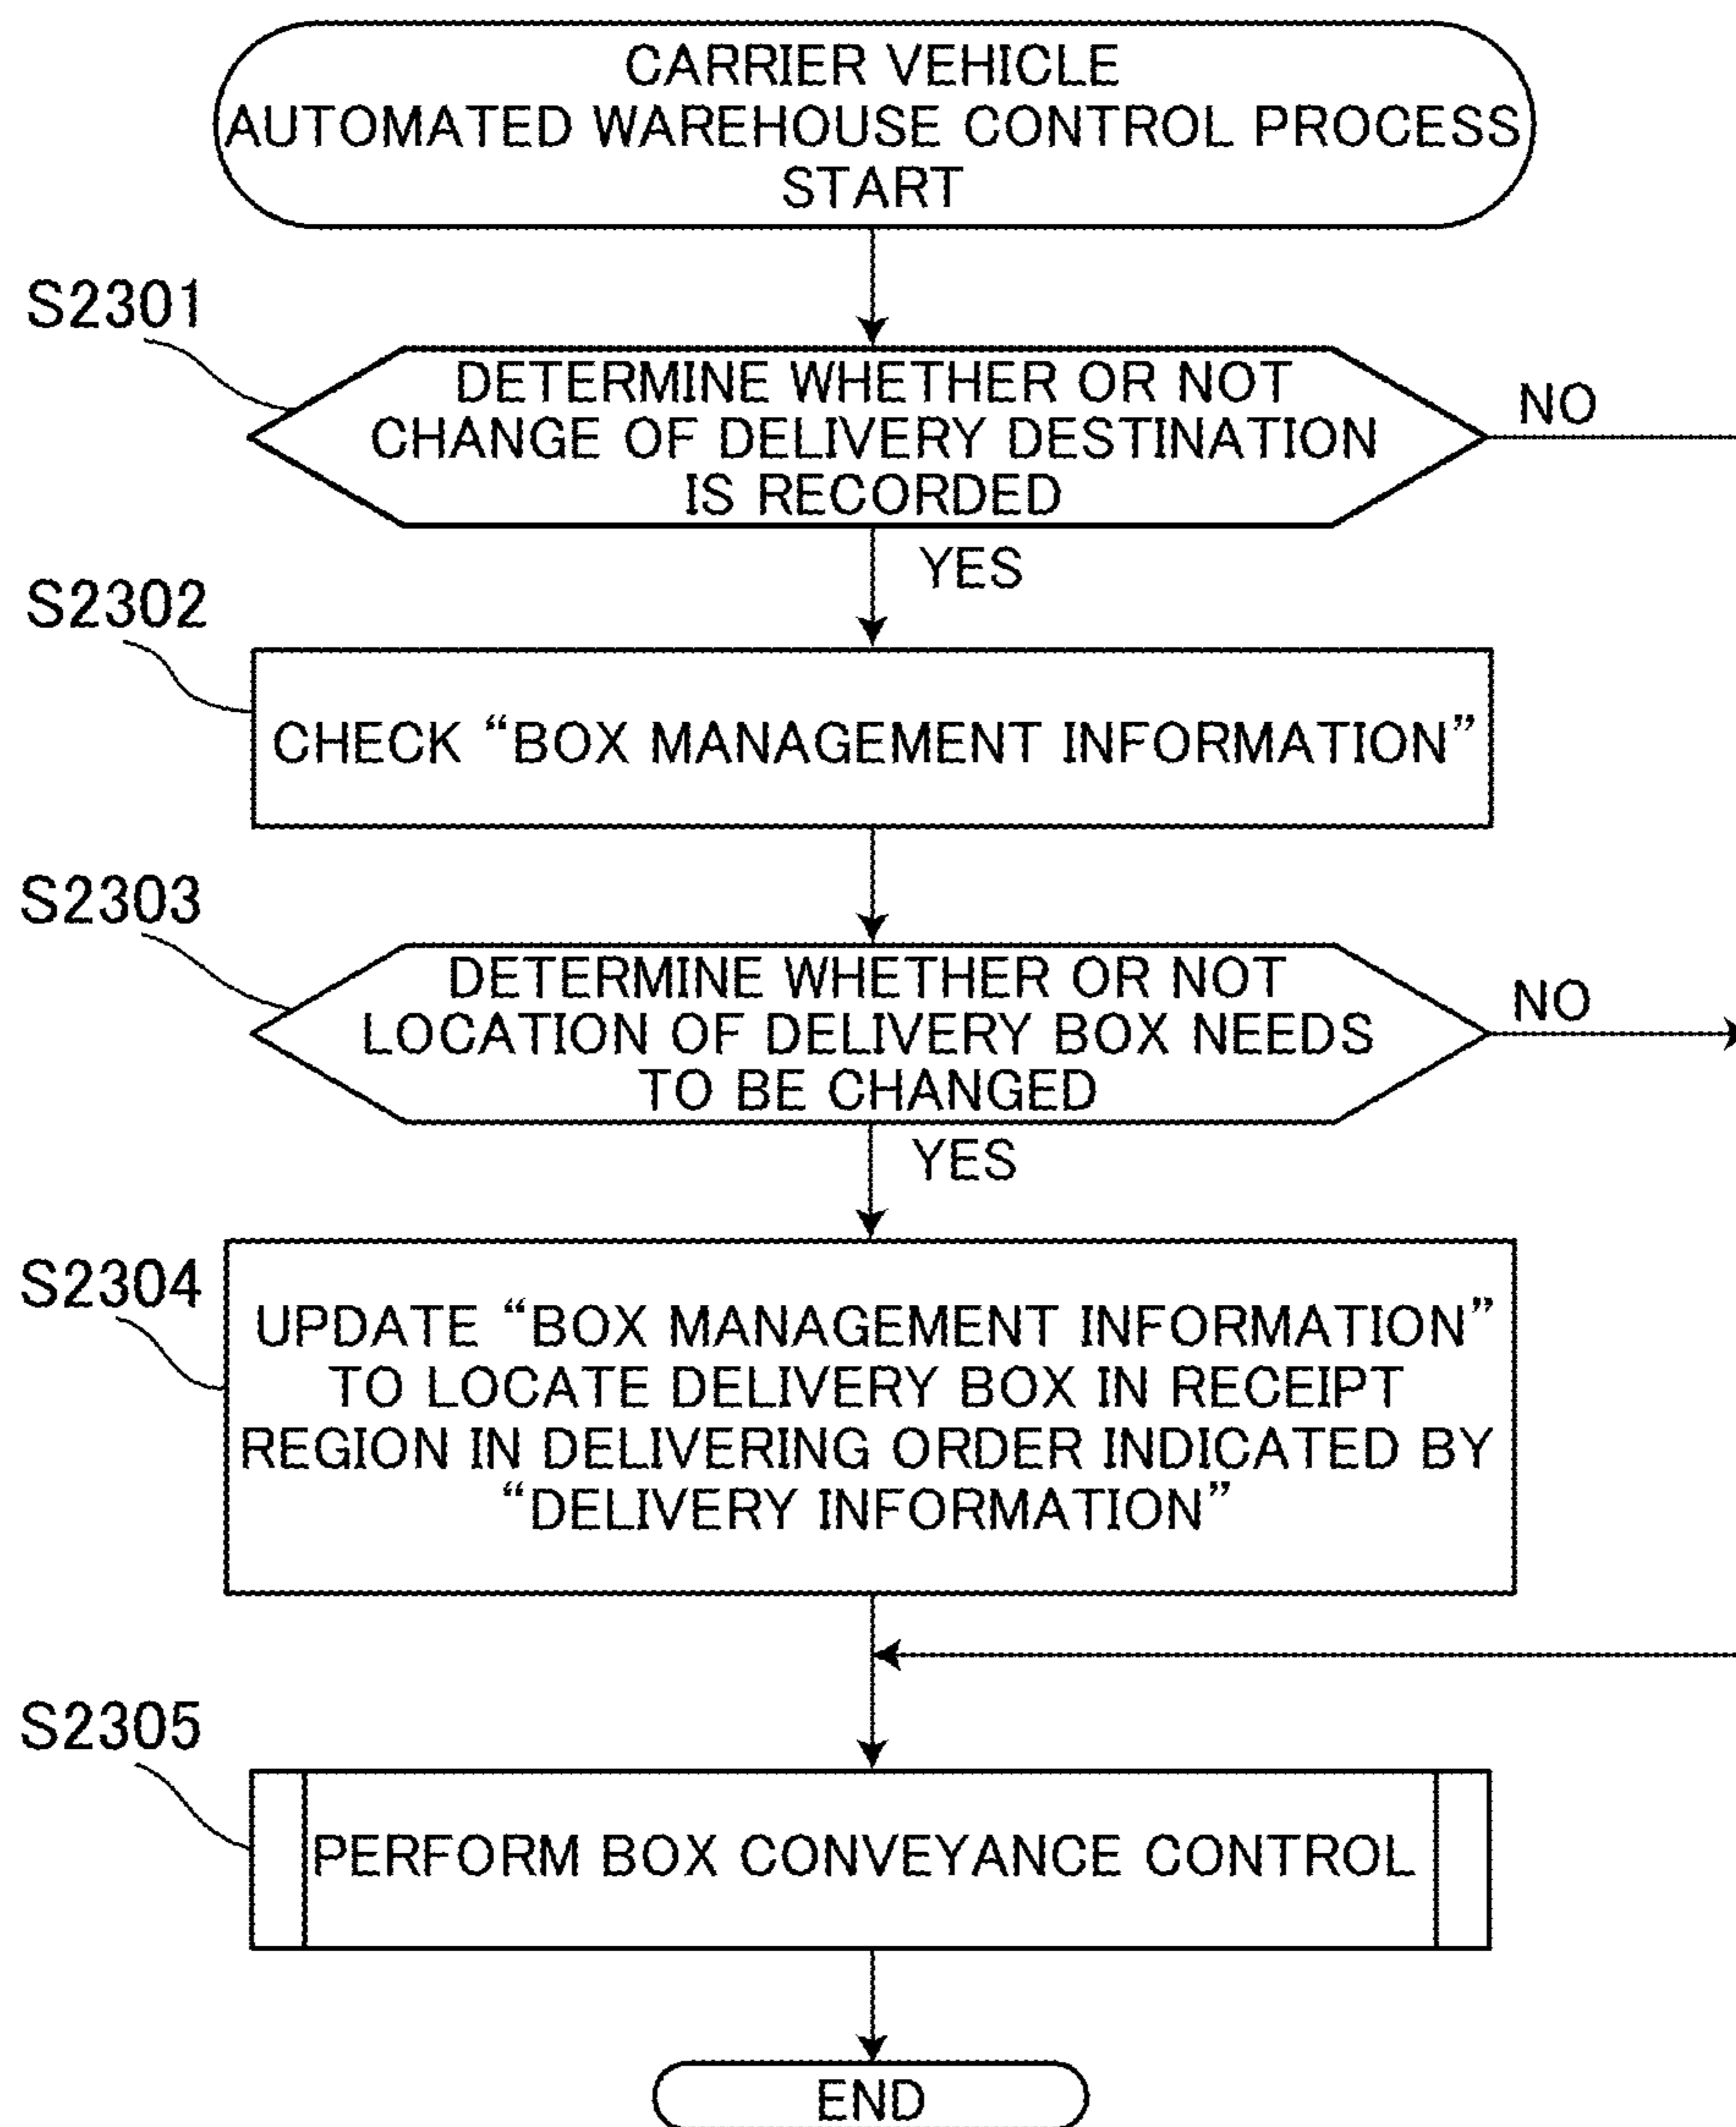 CARRIER VEHICLE
AUTOMATED WAREHOUSE CONTROL PROCESS
START
S2301
DETERMINE WHETHER OR NOT
CHANGE OF DELIVERY DESTINATION
IS RECORDED
NO
YES
S2302
CHECK “BOX MANAGEMENT INFORMATION”
S2303
DETERMINE WHETHER OR NOT
LOCATION OF DELIVERY BOX NEEDS
TO BE CHANGED
NO
YES
S2304
UPDATE “BOX MANAGEMENT INFORMATION”
TO LOCATE DELIVERY BOX IN RECEIPT
REGION IN DELIVERING ORDER INDICATED BY
“DELIVERY INFORMATION”
S2305
PERFORM BOX CONVEYANCE CONTROL
END